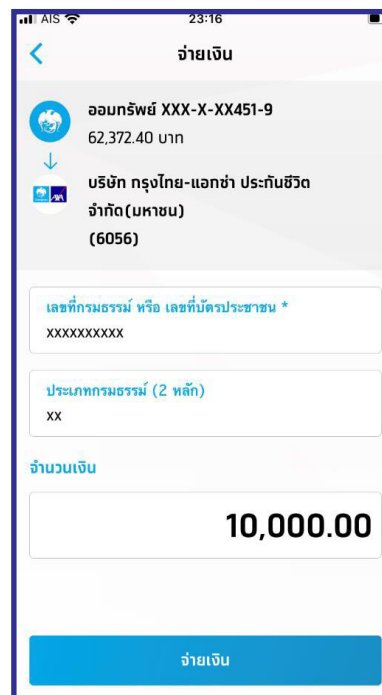 AIS
23:16
จ่ายเงิน
ออมทรัพย์ XXX-X-XX451-9
62,372.40 บาท
บริษัท กรุงไทย-แอกซ่า ประกันชีวิต
จำกัด(มหาชน)
(6056)
AXA
เลขที่กรมธรรม์ หรือ เลขที่บัตรประชาชน *
xxxxxxxxxx
ประเภทกรมธรรม์ (2 หลัก)
xx
จำนวนเงิน
10,000.00
จ่ายเงิน